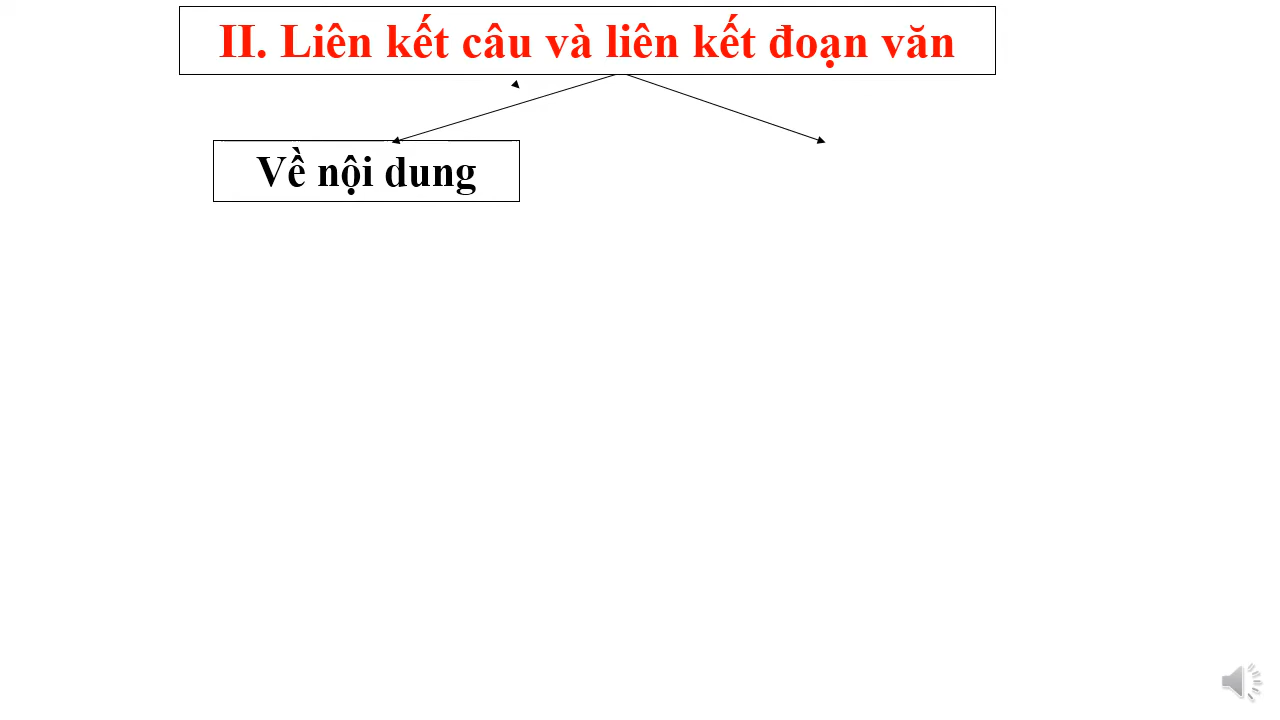 II. Liên kết câu và liên kết đoạn văn
Về nội dung